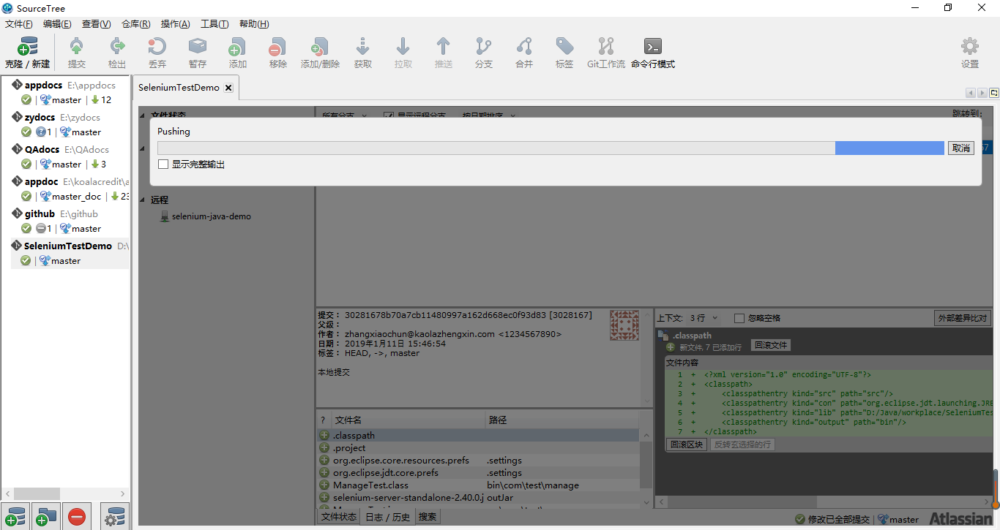 SourceTree
文件(F) 编辑(E) 查看(V) 仓库(R) 操作(A) 工具(T) 帮助(H)
克隆 / 新建 提交 检出 丢弃 暂存 添加 移除 添加/删除 获取 拉取 推送 分支 合并 标签 Git工作流 命令行模式 设置
appdocs E:\appdocs
master 12
zydocs E:\zydocs
1 master
QAdocs E:\QAdocs
master 3
appdoc E:\koalacredit\a
master_doc 23
github E:\github
1 master
SeleniumTestDemo D:\
master
SeleniumTestDemo
文件状态
所有分支 显示远程分支 按日期排序 跳转到:
Pushing
取消
显示完整输出
远程
selenium-java-demo
提交： 30281678b70a7cb11480997a162d668ec0f93d83 [3028167]
父级：
作者： zhangxiaochun@kaolazhengxin.com <1234567890>
日期： 2019年1月11日 15:46:54
标签： HEAD, ->, master
本地提交
? 文件名 路径
.classpath
.project
org.eclipse.core.resources.prefs .settings
org.eclipse.jdt.core.prefs .settings
ManageTest.class bin\com\test\manage
selenium-server-standalone-2.40.0.j outJar
文件状态 日志 / 历史 搜索
上下文: 3 行 忽略空格 外部差异比对
.classpath
新文件, 7 已添加行 回滚文件
文件内容
1 + <?xml version="1.0" encoding="UTF-8"?>
2 + <classpath>
3 + <classpathentry kind="src" path="src"/>
4 + <classpathentry kind="con" path="org.eclipse.jdt.launching.JRE
5 + <classpathentry kind="lib" path="D:/Java/workplace/SeleniumTes
6 + <classpathentry kind="output" path="bin"/>
7 + </classpath>
回滚区块 反转玄选择的行
修改已全部提交 master Atlassian